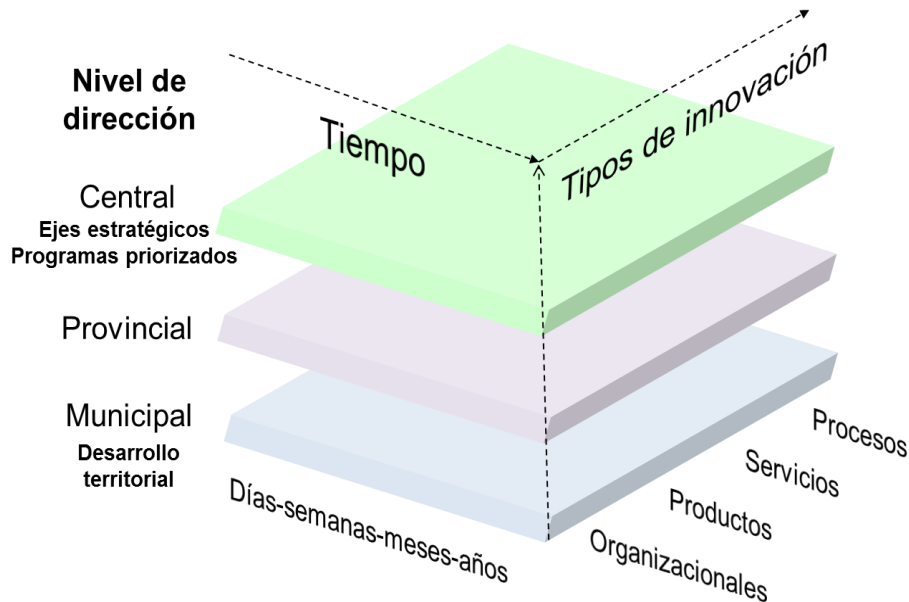 Nivel de
dirección
Tiempo
Tipos de innovación
Central
Ejes estratégicos
Programas priorizados
Provincial
Municipal
Desarrollo
territorial
Días-semanas-meses-años
Procesos
Servicios
Productos
Organizacionales